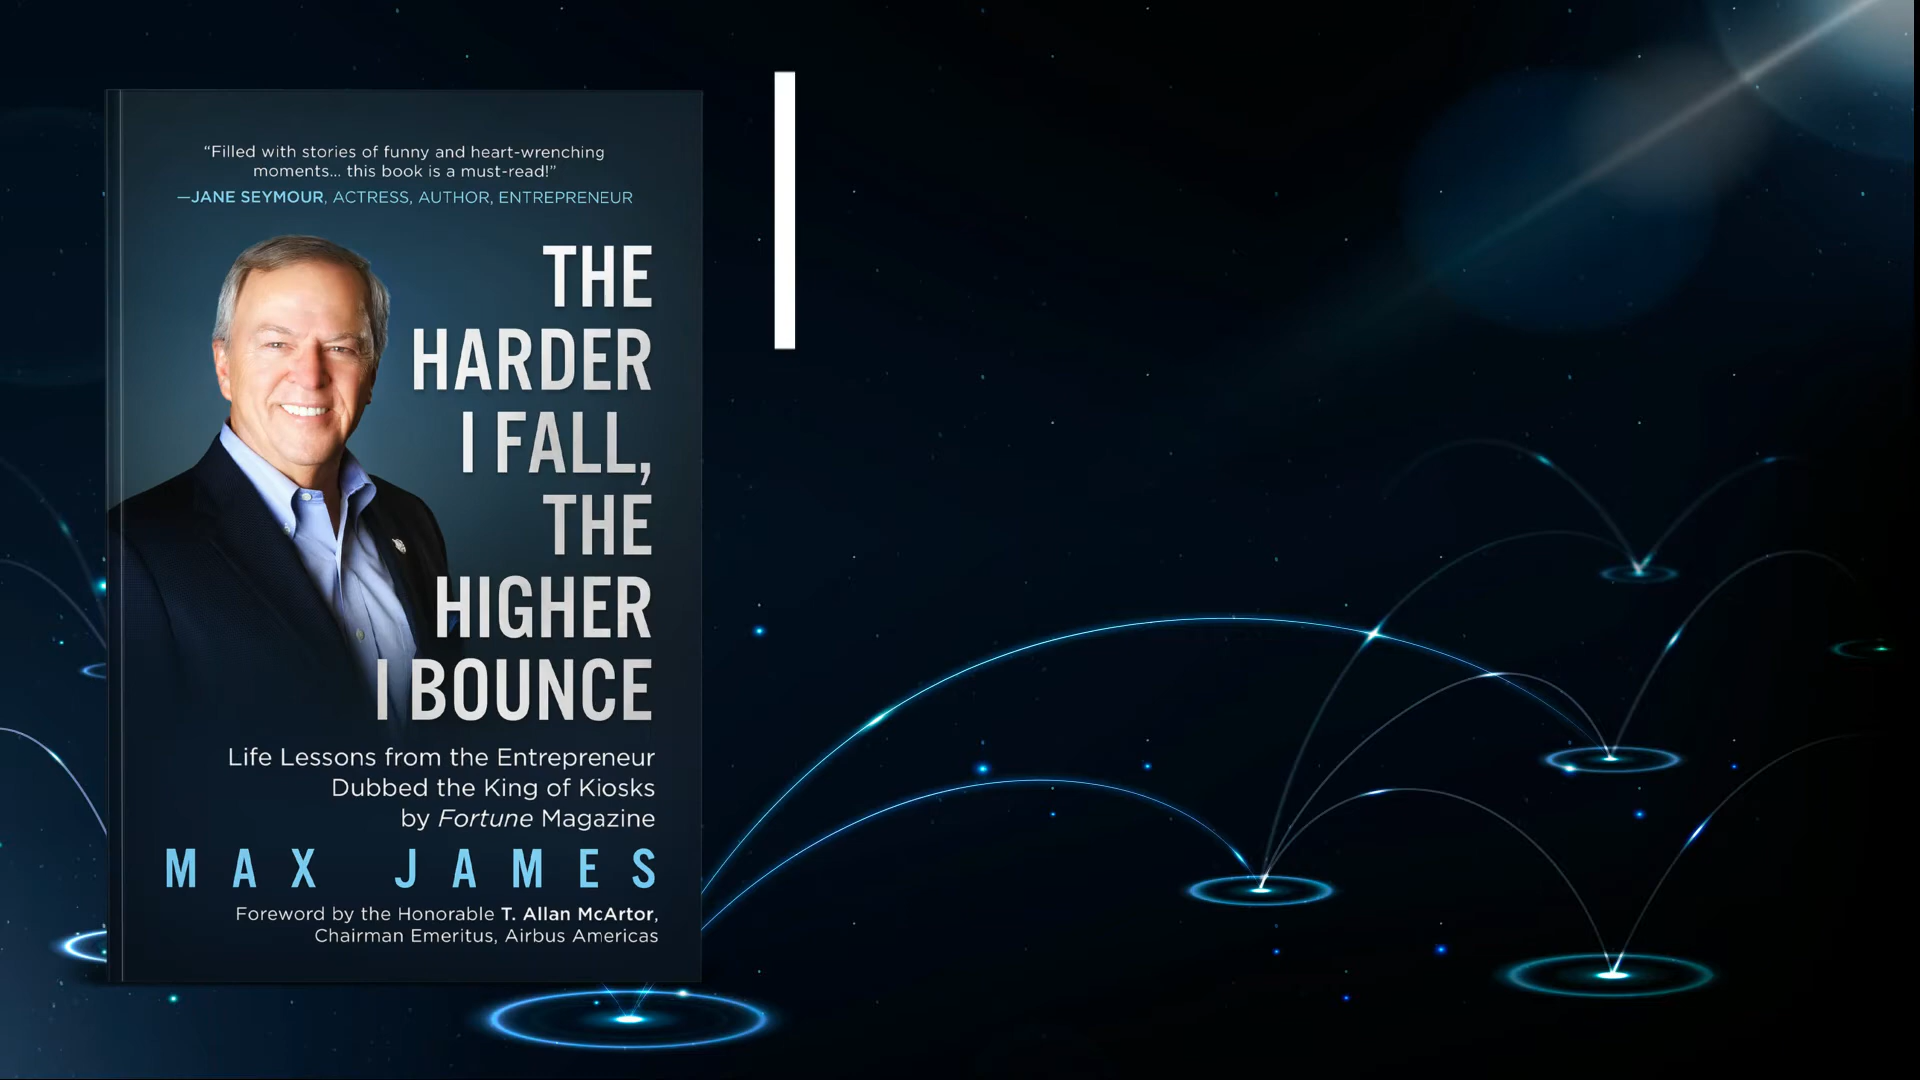 “Filled with stories of funny and heart-wrenching
moments... this book is a must-read!”
—JANE SEYMOUR, ACTRESS, AUTHOR, ENTREPRENEUR
THE
HARDER
I FALL,
THE
HIGHER
I BOUNCE
Life Lessons from the Entrepreneur
Dubbed the King of Kiosks
by Fortune Magazine
MAX JAMES
Foreword by the Honorable T. Allan McArtor,
Chairman Emeritus, Airbus Americas